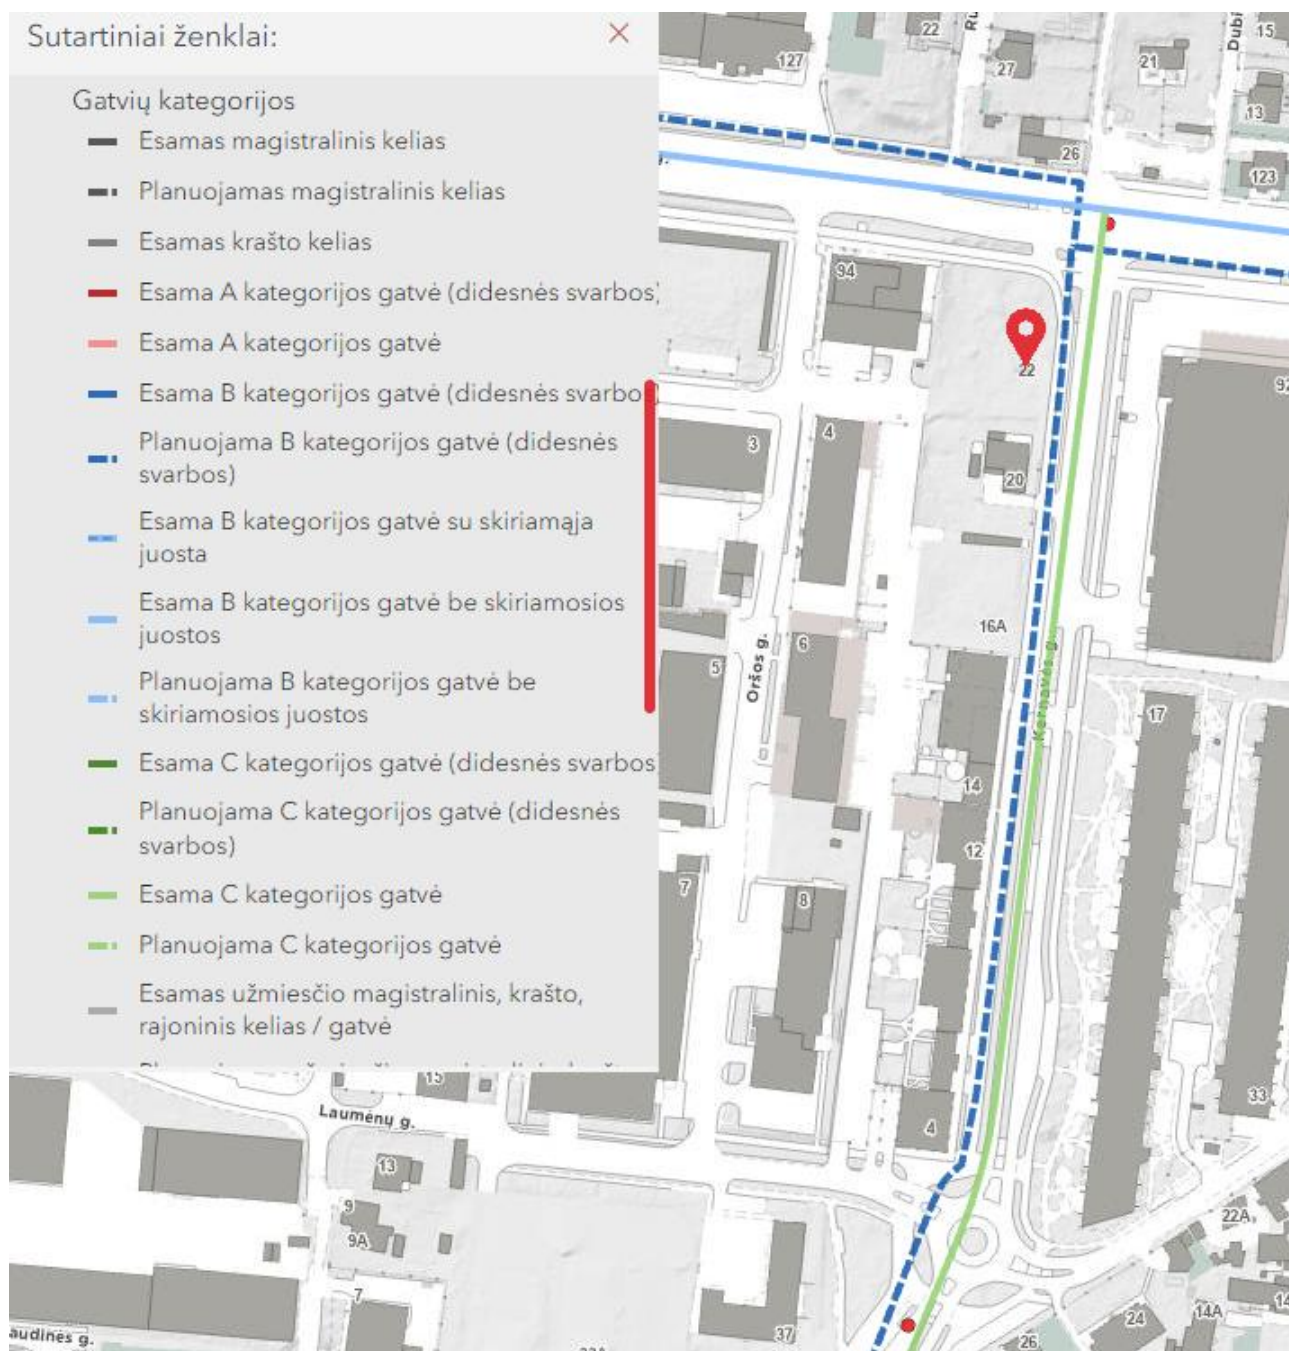 Sutartiniai ženklai:
Gatvių kategorijos
Esamas magistralinis kelias
Planuojamas magistralinis kelias
Esamas krašto kelias
Esama A kategorijos gatvė (didesnės svarbos)
Esama A kategorijos gatvė
Esama B kategorijos gatvė (didesnės svarbos)
Planuojama B kategorijos gatvė (didesnės
svarbos)
Esama B kategorijos gatvė su skiriamąja
juosta
Esama B kategorijos gatvė be skiriamosios
juostos
Planuojama B kategorijos gatvė be
skiriamosios juostos
Esama C kategorijos gatvė (didesnės svarbos
Planuojama C kategorijos gatvė (didesnės
svarbos)
Esama C kategorijos gatvė
Planuojama C kategorijos gatvė
Esamas užmiesčio magistralinis, krašto,
rajoninis kelias / gatvė
22
127
27
21
15
Dubi
13
26
123
g.
94
22
92
3
4
20
16A
6
5
Oršos g.
Kernavės g.
17
14
12
7
8
15
Laumėnų g.
13
4
33
9
9A
22A
7
14A
14
24
26
37
audinės g.